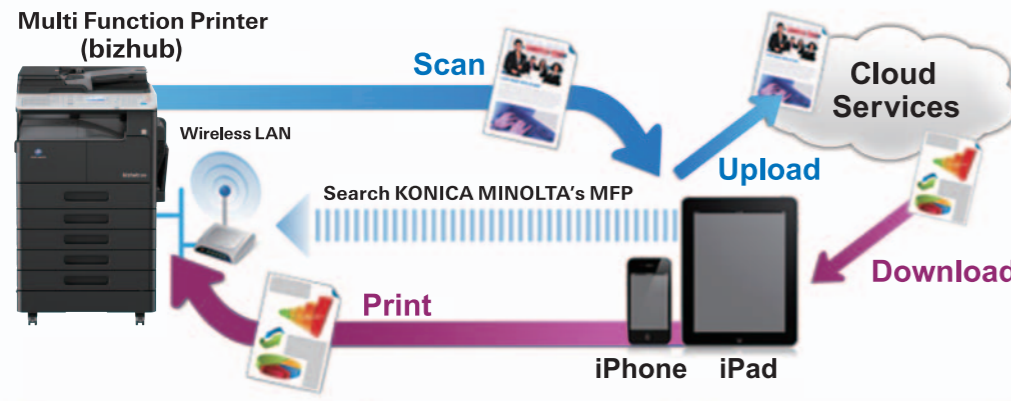 Multi Function Printer
(bizhub)
Scan
Cloud
Services
Wireless LAN
Upload
Search KONICA MINOLTA's MFP
Download
Print
iPhone
iPad